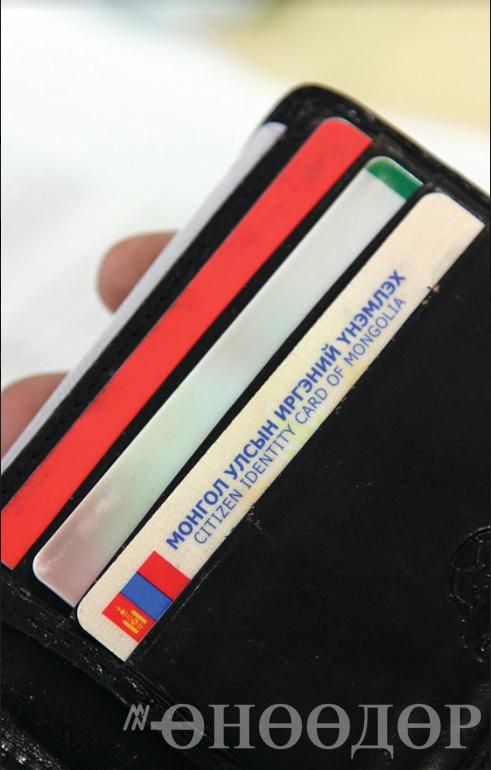 МОНГОЛ УЛСЫН ИРГЭНИЙ ҮНЭМЛЭХ
CITIZEN IDENTITY CARD OF MONGOLIA
ӨНӨӨДӨР